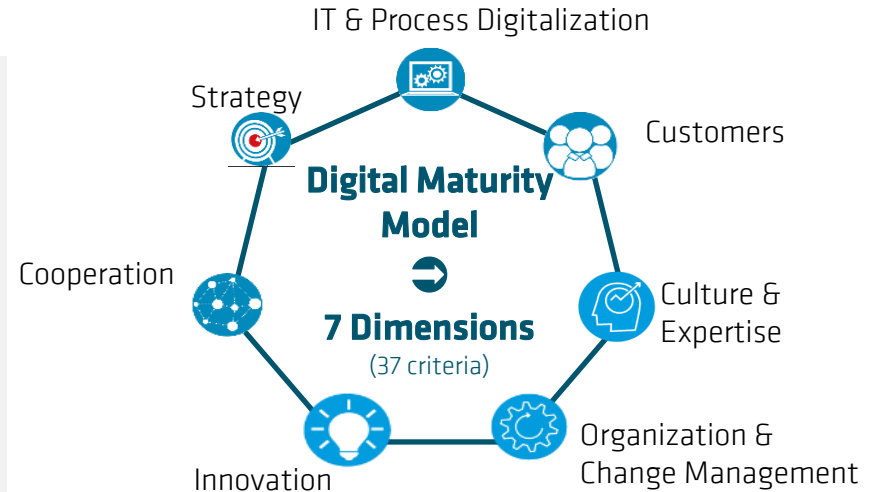 IT & Process Digitalization
Strategy
Customers
Digital Maturity
Model
Cooperation
Culture &
Expertise
7 Dimensions
(37 criteria)
Organization &
Change Management
Innovation